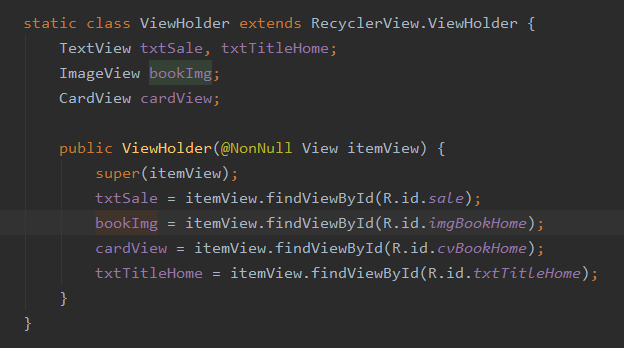 static class ViewHolder extends RecyclerView.ViewHolder {
    TextView txtSale, txtTitleHome;
    ImageView bookImg;
    CardView cardView;

    public ViewHolder(@NonNull View itemView) {
        super(itemView);
        txtSale = itemView.findViewById(R.id.sale);
        bookImg = itemView.findViewById(R.id.imgBookHome);
        cardView = itemView.findViewById(R.id.cvBookHome);
        txtTitleHome = itemView.findViewById(R.id.txtTitleHome);
    }
}